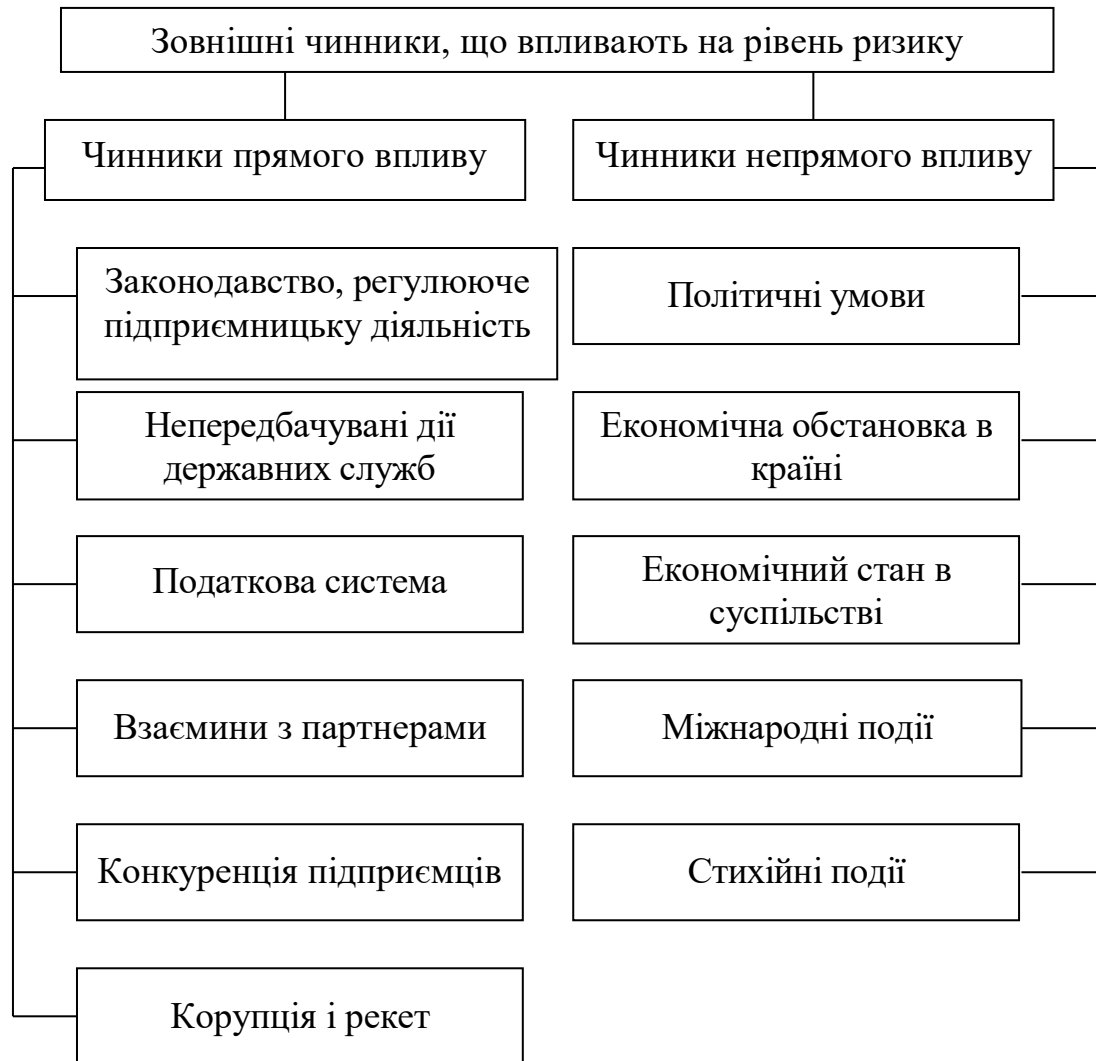 Зовнішні чинники, що впливають на рівень ризику
Чинники прямого впливу
Чинники непрямого впливу
Законодавство, регулююче
підприємницьку діяльність
Політичні умови
Непередбачувані дії
державних служб
Економічна обстановка в
країні
Податкова система
Економічний стан в
суспільстві
Взаємини з партнерами
Міжнародні події
Конкуренція підприємців
Стихійні події
Корупція і рекет